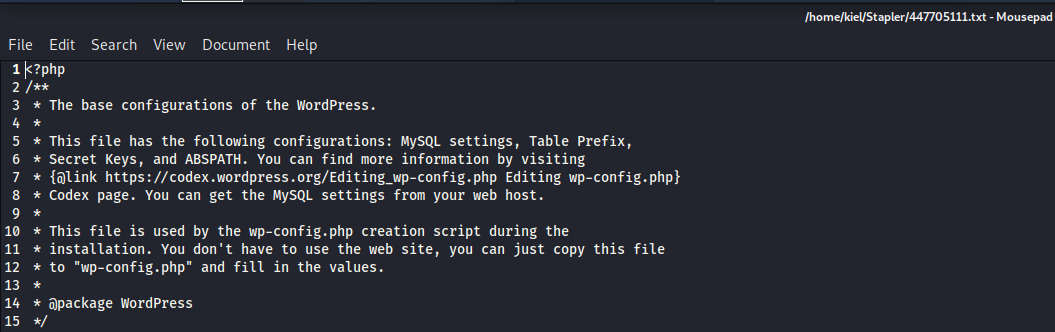 /home/kiel/Stapler/447705111.txt - Mousepad
File Edit Search View Document Help
1 <?php
2 /**
3  * The base configurations of the WordPress.
4  *
5  * This file has the following configurations: MySQL settings, Table Prefix,
6  * Secret Keys, and ABSPATH. You can find more information by visiting
7  * {@link https://codex.wordpress.org/Editing_wp-config.php Editing wp-config.php}
8  * Codex page. You can get the MySQL settings from your web host.
9  *
10  * This file is used by the wp-config.php creation script during the
11  * installation. You don't have to use the web site, you can just copy this file
12  * to "wp-config.php" and fill in the values.
13  *
14  * @package WordPress
15  */